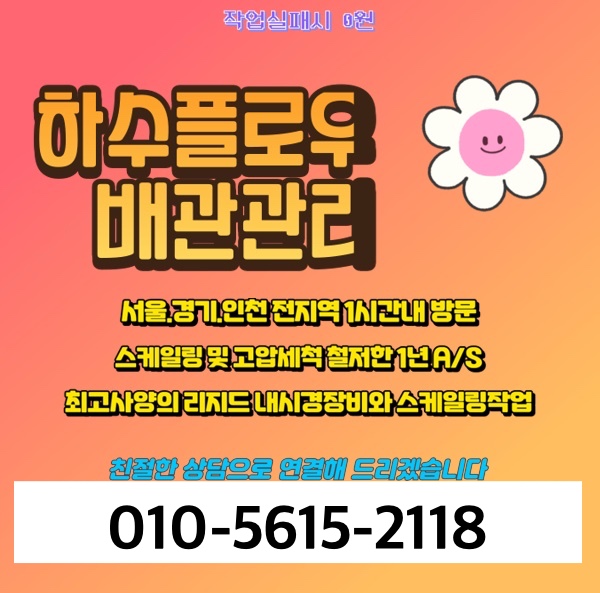 작업실패시 0원
하수플로우
배관관리
서울.경기.인천 전지역 1시간내 방문
스케일링 및 고압세척 철저한 1년 A/S
최고사양의 리지드 내시경장비와 스케일링작업
친절한 상담으로 연결해 드리겠습니다
010-5615-2118